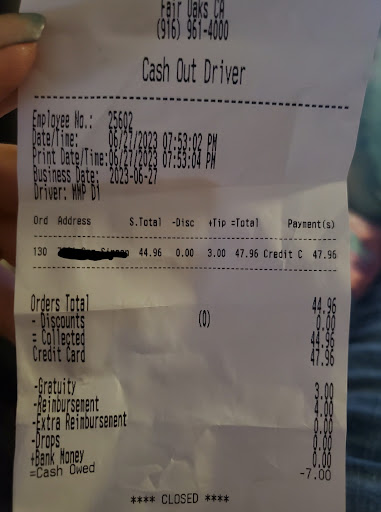 Fair Oaks CA
(916) 961-4000
Cash Out Driver
Employee No.: 25602
Date/Time: 06/27/2023 07:53:02 PM
Print Date/Time:06/27/2023 07:53:04 PM
Business Date: 2023-06-27
Driver: WMP D1
Ord Address S.Total -Disc +Tip =Total Payment(s)
130 44.96 0.00 3.00 47.96 Credit C 47.96
Orders Total 44.96
- Discounts (0) 0.00
= Collected 44.96
Credit Card 47.96
-Gratuity 3.00
-Reimbursement 4.00
-Extra Reimbursement 0.00
-Drops 0.00
+Bank Money 0.00
=Cash Owed -7.00
**** CLOSED ****